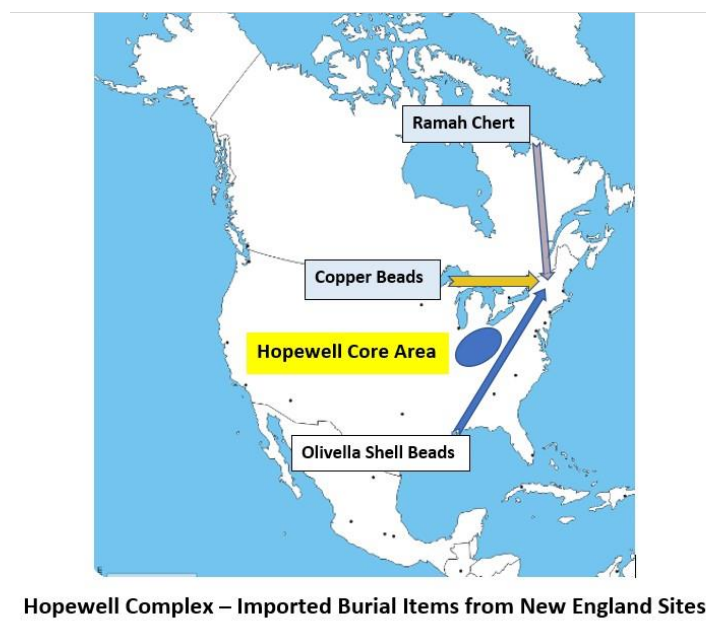 Ramah Chert
Copper Beads
Hopewell Core Area
Olivella Shell Beads
Hopewell Complex – Imported Burial Items from New England Sites